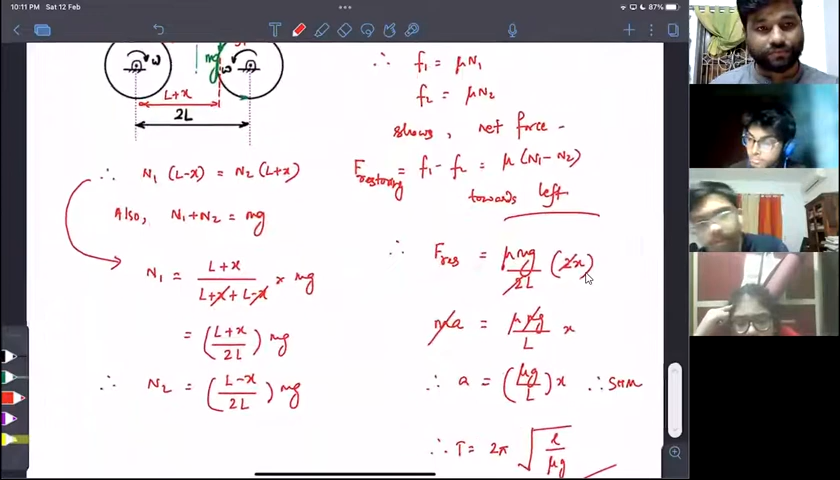 10:11 PM Sat 12 Feb
87%
ω
mg
ω
L+x
2L
∴ N₁ (L-x) = N₂ (L+x)
Also, N₁+N₂ = mg
N₁ = L+x / L+x+L-x × mg
= (L+x / 2L) mg
∴ N₂ = (L-x / 2L) mg
∴ f₁ = μN₁
f₂ = μN₂
shows, net force -
F restoring = f₁ - f₂ = μ (N₁-N₂)
towards left
∴ Fres = μmg / 2L (2x)
ma = μmg / L x
∴ a = (μg / L) x ∴ SHM
∴ T = 2π √(l / μg)